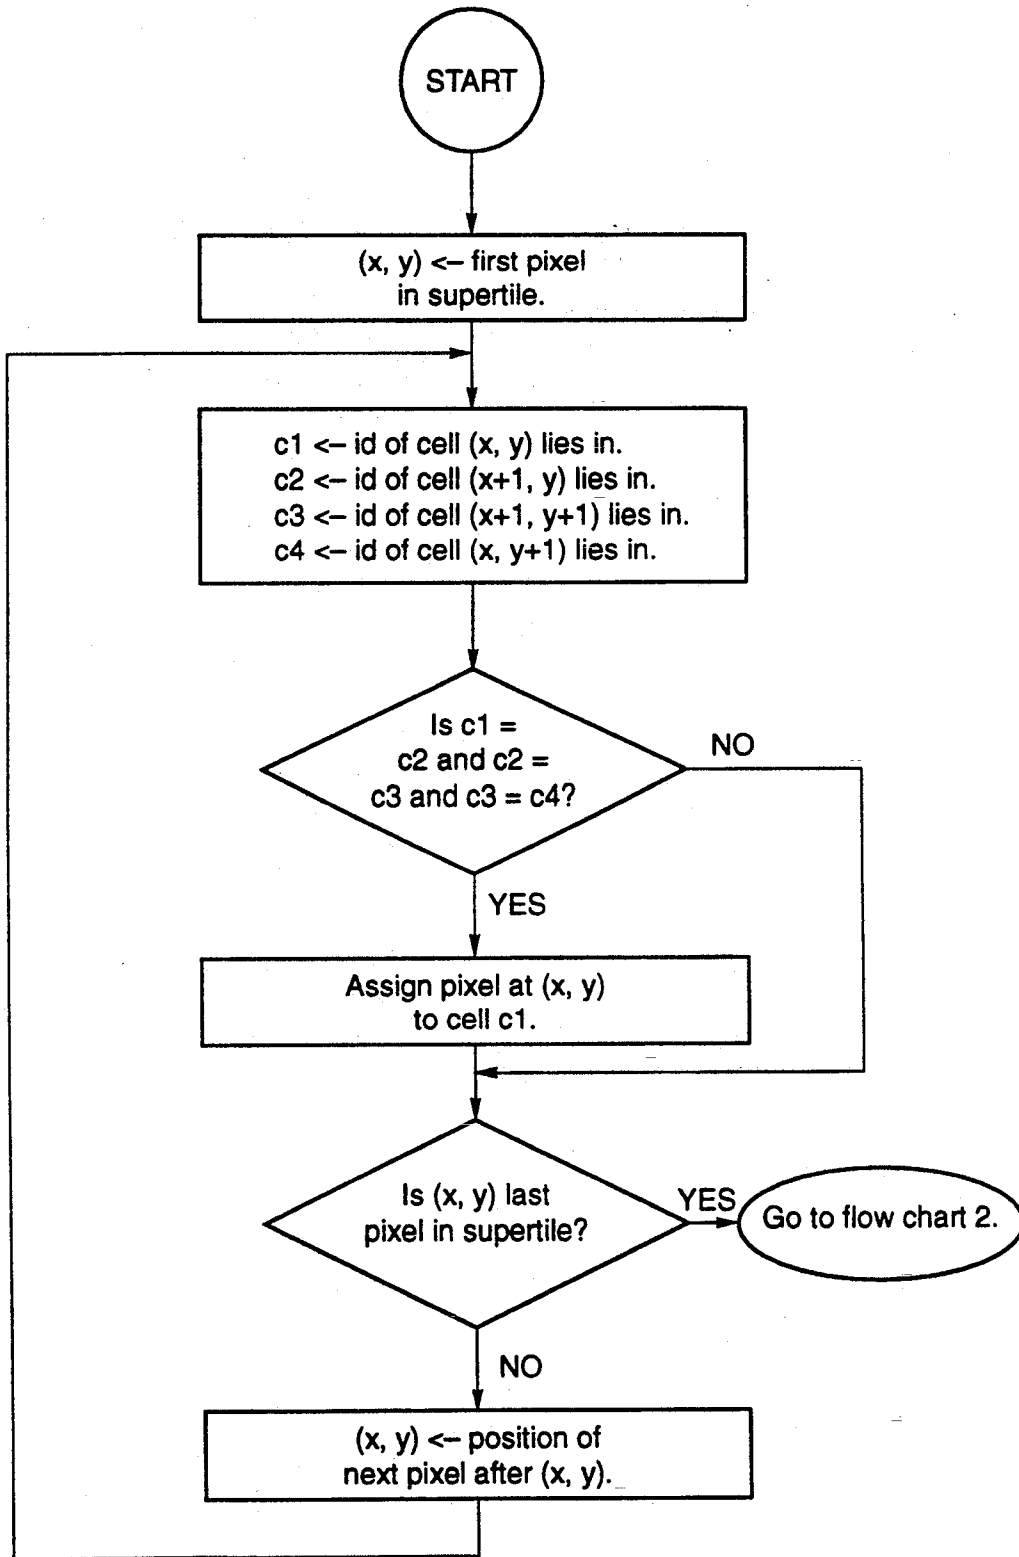 START
(x, y) <– first pixel
in supertile.
c1 <– id of cell (x, y) lies in.
c2 <– id of cell (x+1, y) lies in.
c3 <– id of cell (x+1, y+1) lies in.
c4 <– id of cell (x, y+1) lies in.
Is c1 =
c2 and c2 =
c3 and c3 = c4?
NO
YES
Assign pixel at (x, y)
to cell c1.
Is (x, y) last
pixel in supertile?
YES
Go to flow chart 2.
NO
(x, y) <– position of
next pixel after (x, y).